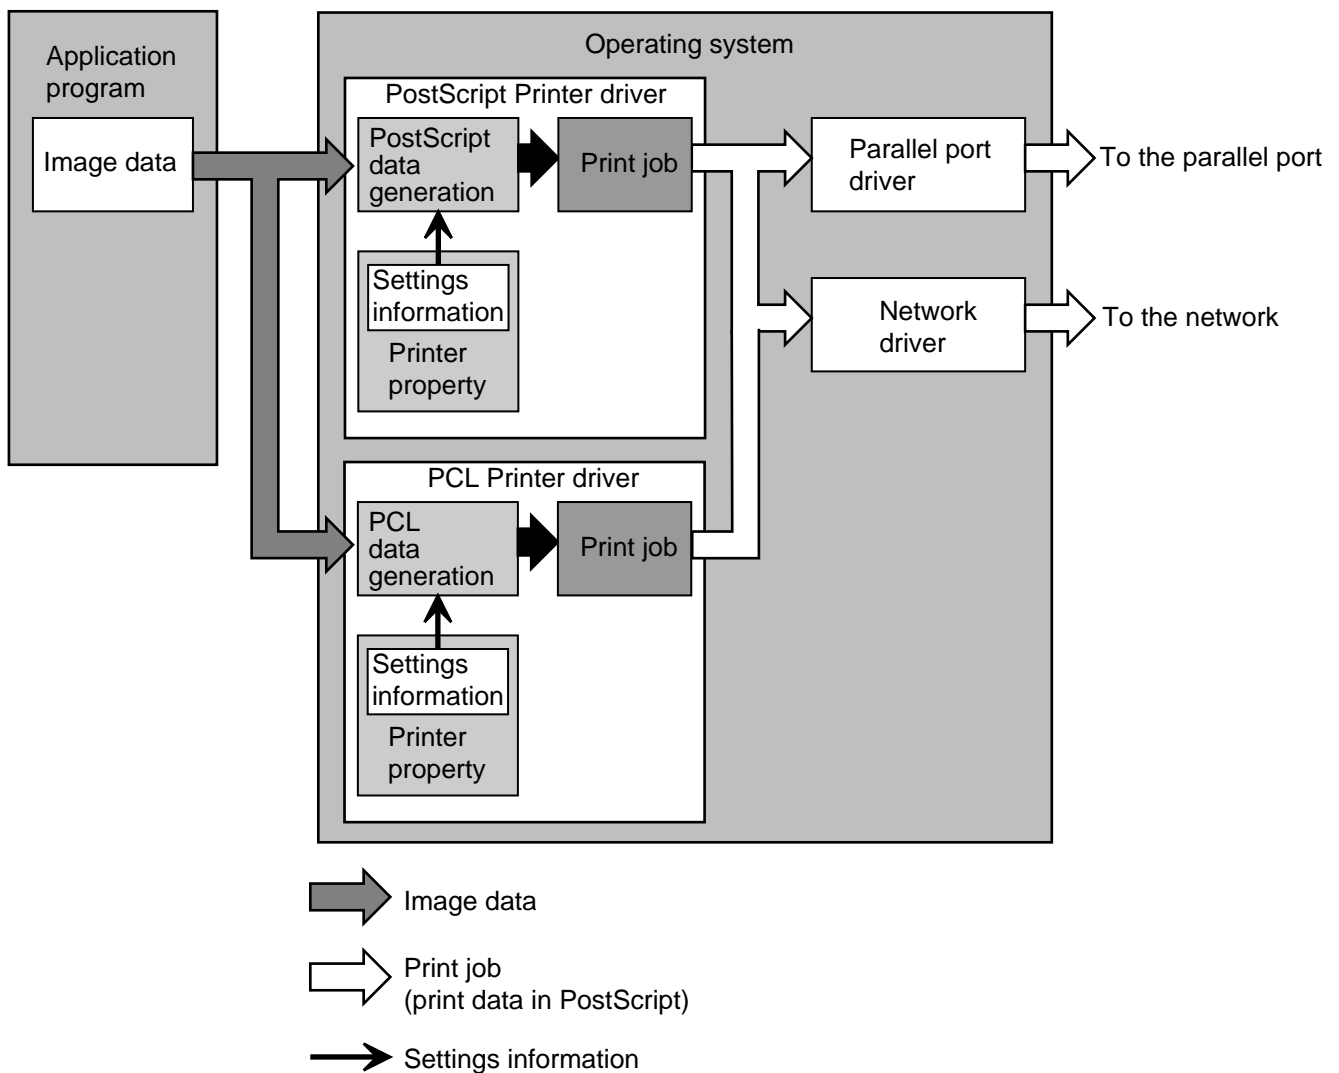 Application
program
Image data
Operating system
PostScript Printer driver
PostScript
data
generation
Print job
Settings
information
Printer
property
Parallel port
driver
To the parallel port
Network
driver
To the network
PCL Printer driver
PCL
data
generation
Print job
Settings
information
Printer
property
Image data
Print job
(print data in PostScript)
Settings information